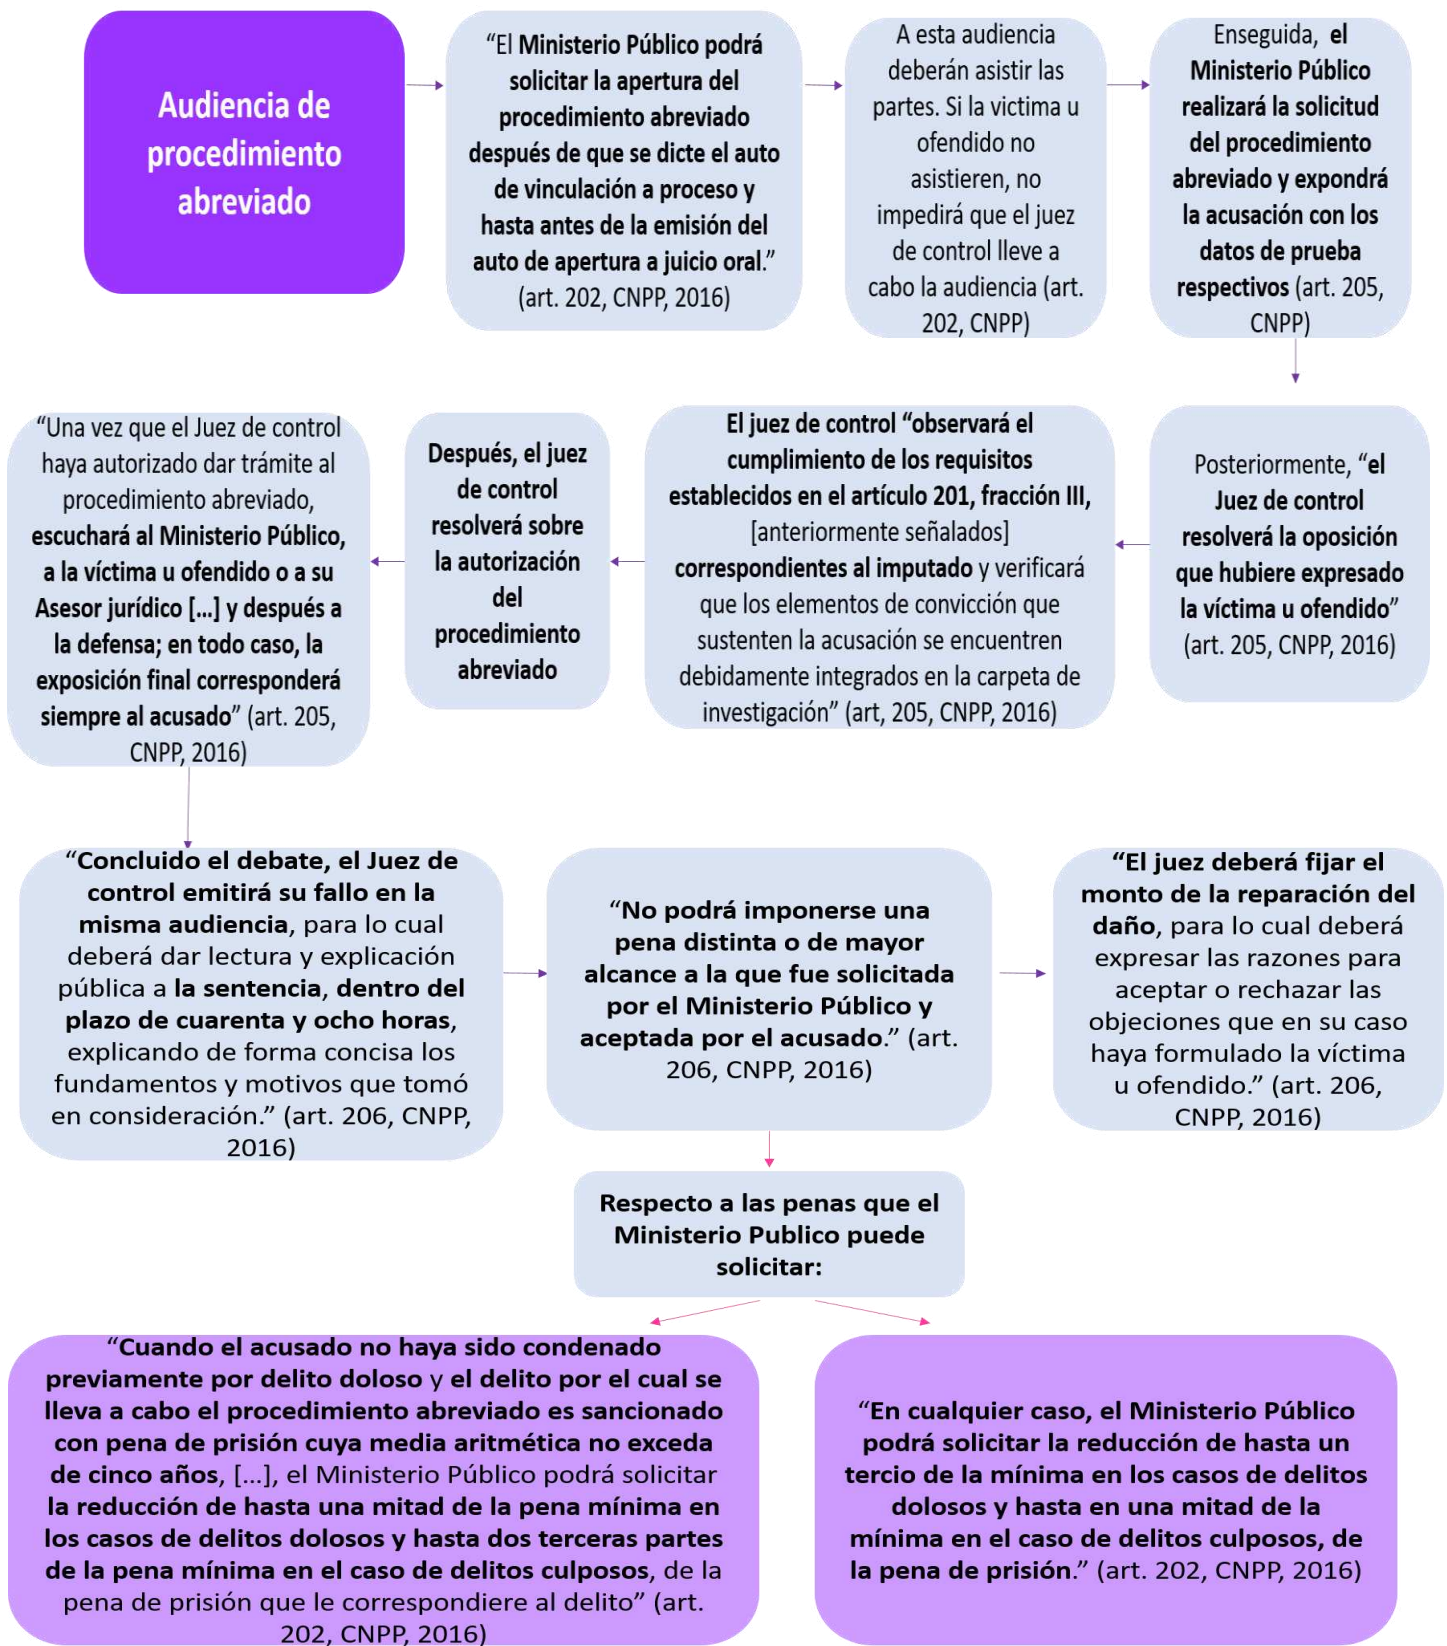 Audiencia de
procedimiento
abreviado
“El Ministerio Público podrá
solicitar la apertura del
procedimiento abreviado
después de que se dicte el auto
de vinculación a proceso y
hasta antes de la emisión del
auto de apertura a juicio oral.”
(art. 202, CNPP, 2016)
A esta audiencia
deberán asistir las
partes. Si la victima u
ofendido no
asistieren, no
impedirá que el juez
de control lleve a
cabo la audiencia (art.
202, CNPP)
Enseguida, el
Ministerio Público
realizará la solicitud
del procedimiento
abreviado y expondrá
la acusación con los
datos de prueba
respectivos (art. 205,
CNPP)
Posteriormente, “el
Juez de control
resolverá la oposición
que hubiere expresado
la víctima u ofendido”
(art. 205, CNPP, 2016)
El juez de control “observará el
cumplimiento de los requisitos
establecidos en el artículo 201, fracción III,
[anteriormente señalados]
correspondientes al imputado y verificará
que los elementos de convicción que
sustenten la acusación se encuentren
debidamente integrados en la carpeta de
investigación” (art, 205, CNPP, 2016)
Después, el juez
de control
resolverá sobre
la autorización
del
procedimiento
abreviado
“Una vez que el Juez de control
haya autorizado dar trámite al
procedimiento abreviado,
escuchará al Ministerio Público,
a la víctima u ofendido o a su
Asesor jurídico [...] y después a
la defensa; en todo caso, la
exposición final corresponderá
siempre al acusado” (art. 205,
CNPP, 2016)
“Concluido el debate, el Juez de
control emitirá su fallo en la
misma audiencia, para lo cual
deberá dar lectura y explicación
pública a la sentencia, dentro del
plazo de cuarenta y ocho horas,
explicando de forma concisa los
fundamentos y motivos que tomó
en consideración.” (art. 206, CNPP,
2016)
“No podrá imponerse una
pena distinta o de mayor
alcance a la que fue solicitada
por el Ministerio Público y
aceptada por el acusado.” (art.
206, CNPP, 2016)
“El juez deberá fijar el
monto de la reparación del
daño, para lo cual deberá
expresar las razones para
aceptar o rechazar las
objeciones que en su caso
haya formulado la víctima
u ofendido.” (art. 206,
CNPP, 2016)
Respecto a las penas que el
Ministerio Publico puede
solicitar:
“Cuando el acusado no haya sido condenado
previamente por delito doloso y el delito por el cual se
lleva a cabo el procedimiento abreviado es sancionado
con pena de prisión cuya media aritmética no exceda
de cinco años, [...], el Ministerio Público podrá solicitar
la reducción de hasta una mitad de la pena mínima en
los casos de delitos dolosos y hasta dos terceras partes
de la pena mínima en el caso de delitos culposos, de la
pena de prisión que le correspondiere al delito” (art.
202, CNPP, 2016)
“En cualquier caso, el Ministerio Público
podrá solicitar la reducción de hasta un
tercio de la mínima en los casos de delitos
dolosos y hasta en una mitad de la
mínima en el caso de delitos culposos, de
la pena de prisión.” (art. 202, CNPP, 2016)